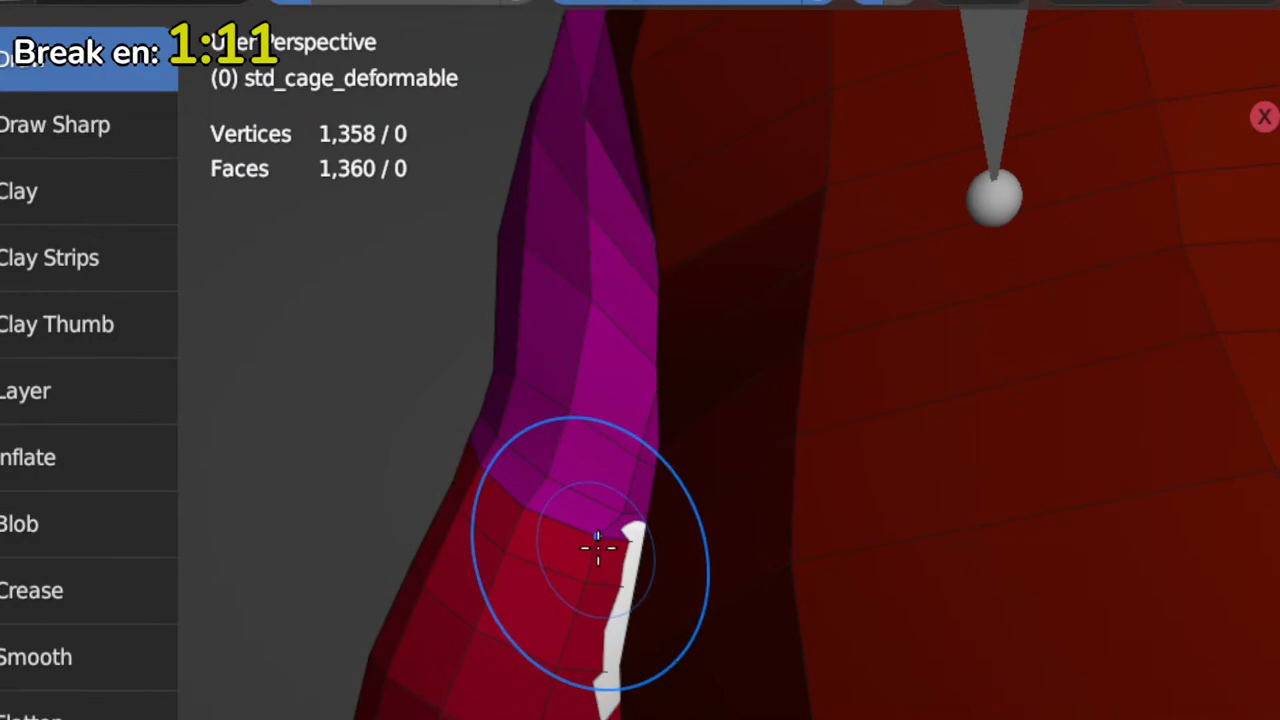 Break en: 1:11
User Perspective
(0) std_cage_deformable
Vertices 1,358 / 0
Faces 1,360 / 0
Draw Sharp
Clay
Clay Strips
Clay Thumb
Layer
Inflate
Blob
Crease
Smooth
X